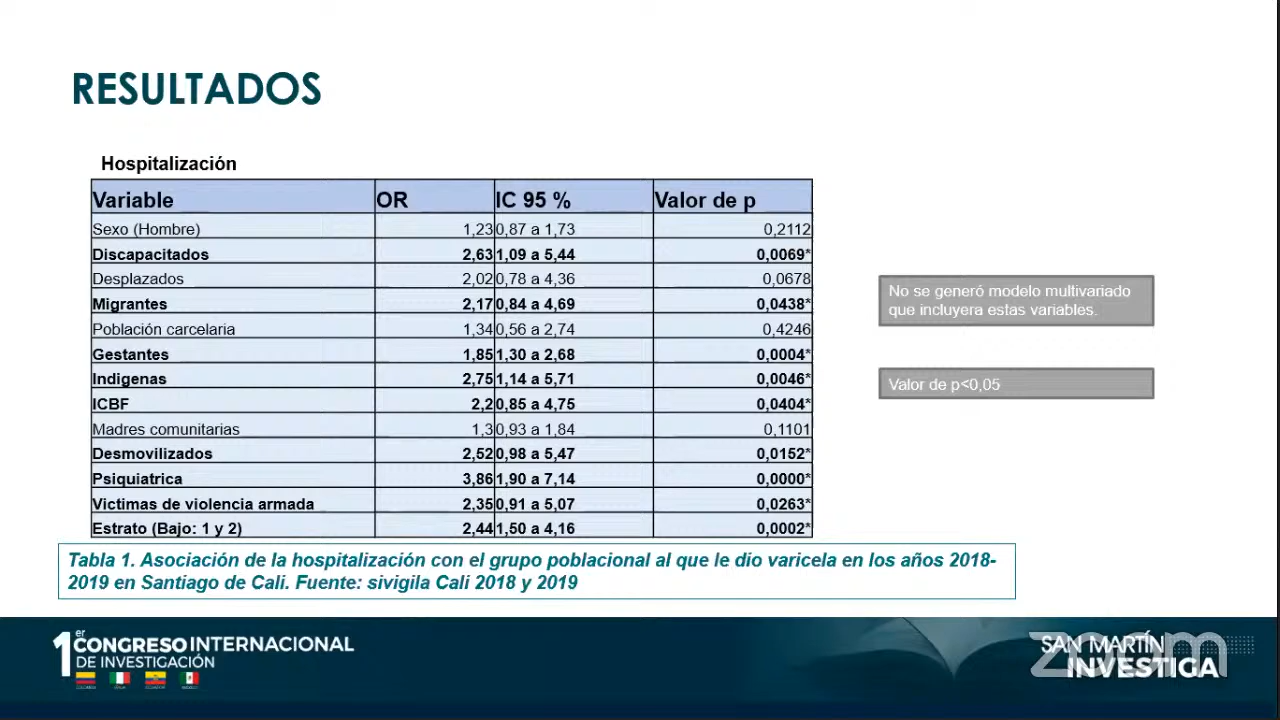 RESULTADOS
Hospitalización
Variable OR IC 95 % Valor de p
Sexo (Hombre) 1,23 0,87 a 1,73 0,2112
Discapacitados 2,63 1,09 a 5,44 0,0069*
Desplazados 2,02 0,78 a 4,36 0,0678
Migrantes 2,17 0,84 a 4,69 0,0438*
Población carcelaria 1,34 0,56 a 2,74 0,4246
Gestantes 1,85 1,30 a 2,68 0,0004*
Indigenas 2,75 1,14 a 5,71 0,0046*
ICBF 2,2 0,85 a 4,75 0,0404*
Madres comunitarias 1,3 0,93 a 1,84 0,1101
Desmovilizados 2,52 0,98 a 5,47 0,0152*
Psiquiatrica 3,86 1,90 a 7,14 0,0000*
Victimas de violencia armada 2,35 0,91 a 5,07 0,0263*
Estrato (Bajo: 1 y 2) 2,44 1,50 a 4,16 0,0002*
No se generó modelo multivariado
que incluyera estas variables.
Valor de p<0,05
Tabla 1. Asociación de la hospitalización con el grupo poblacional al que le dio varicela en los años 2018-
2019 en Santiago de Cali. Fuente: sivigila Cali 2018 y 2019
1er CONGRESO INTERNACIONAL
DE INVESTIGACIÓN
SAN MARTÍN
INVESTIGA
zoom